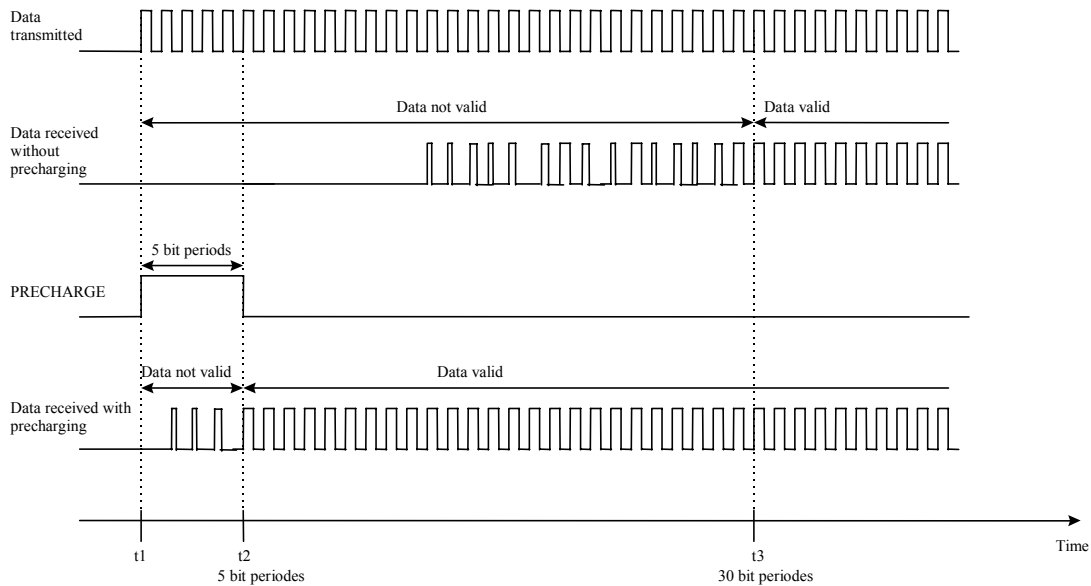 Data
transmitted
Data not valid
Data valid
Data received
without
precharging
5 bit periods
PRECHARGE
Data not valid
Data valid
Data received with
precharging
t1
t2
t3
Time
5 bit periodes
30 bit periodes